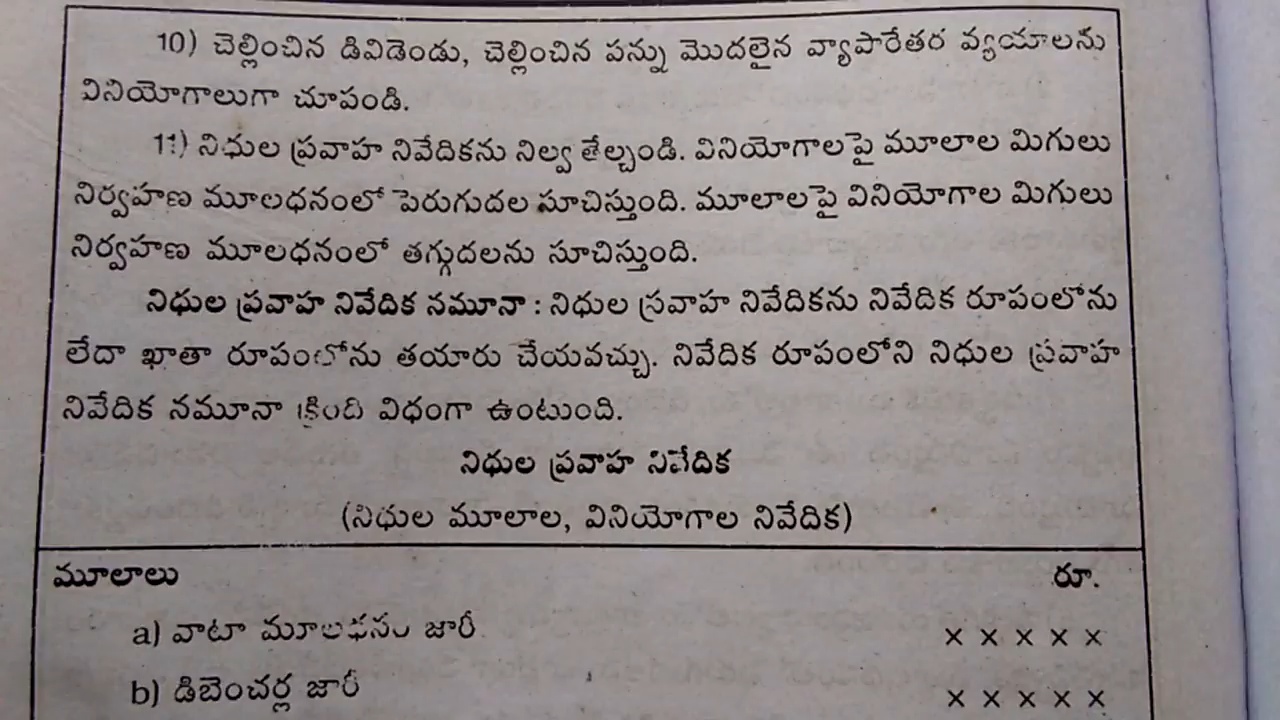 10) చెల్లించిన డివిడెండు, చెల్లించిన పన్ను మొదలైన వ్యాపారేతర వ్యయాలను
వినియోగాలుగా చూపండి.
11) నిధుల ప్రవాహ నివేదికను నిల్వ తేల్చండి. వినియోగాలపై మూలాల మిగులు
నిర్వహణ మూలధనంలో పెరుగుదల సూచిస్తుంది. మూలాలపై వినియోగాల మిగులు
నిర్వహణ మూలధనంలో తగ్గుదలను సూచిస్తుంది.
నిధుల ప్రవాహ నివేదిక నమూనా : నిధుల ప్రవాహ నివేదికను నివేదిక రూపంలోను
లేదా ఖాతా రూపంలోను తయారు చేయవచ్చు. నివేదిక రూపంలోని నిధుల ప్రవాహ
నివేదిక నమూనా క్రింది విధంగా ఉంటుంది.
నిధుల ప్రవాహ నివేదిక
(నిధుల మూలాల, వినియోగాల నివేదిక)
మూలాలు రూ.
a) వాటా మూలధనం జారీ × × × × ×
b) డిబెంచర్ల జారీ × × × × ×